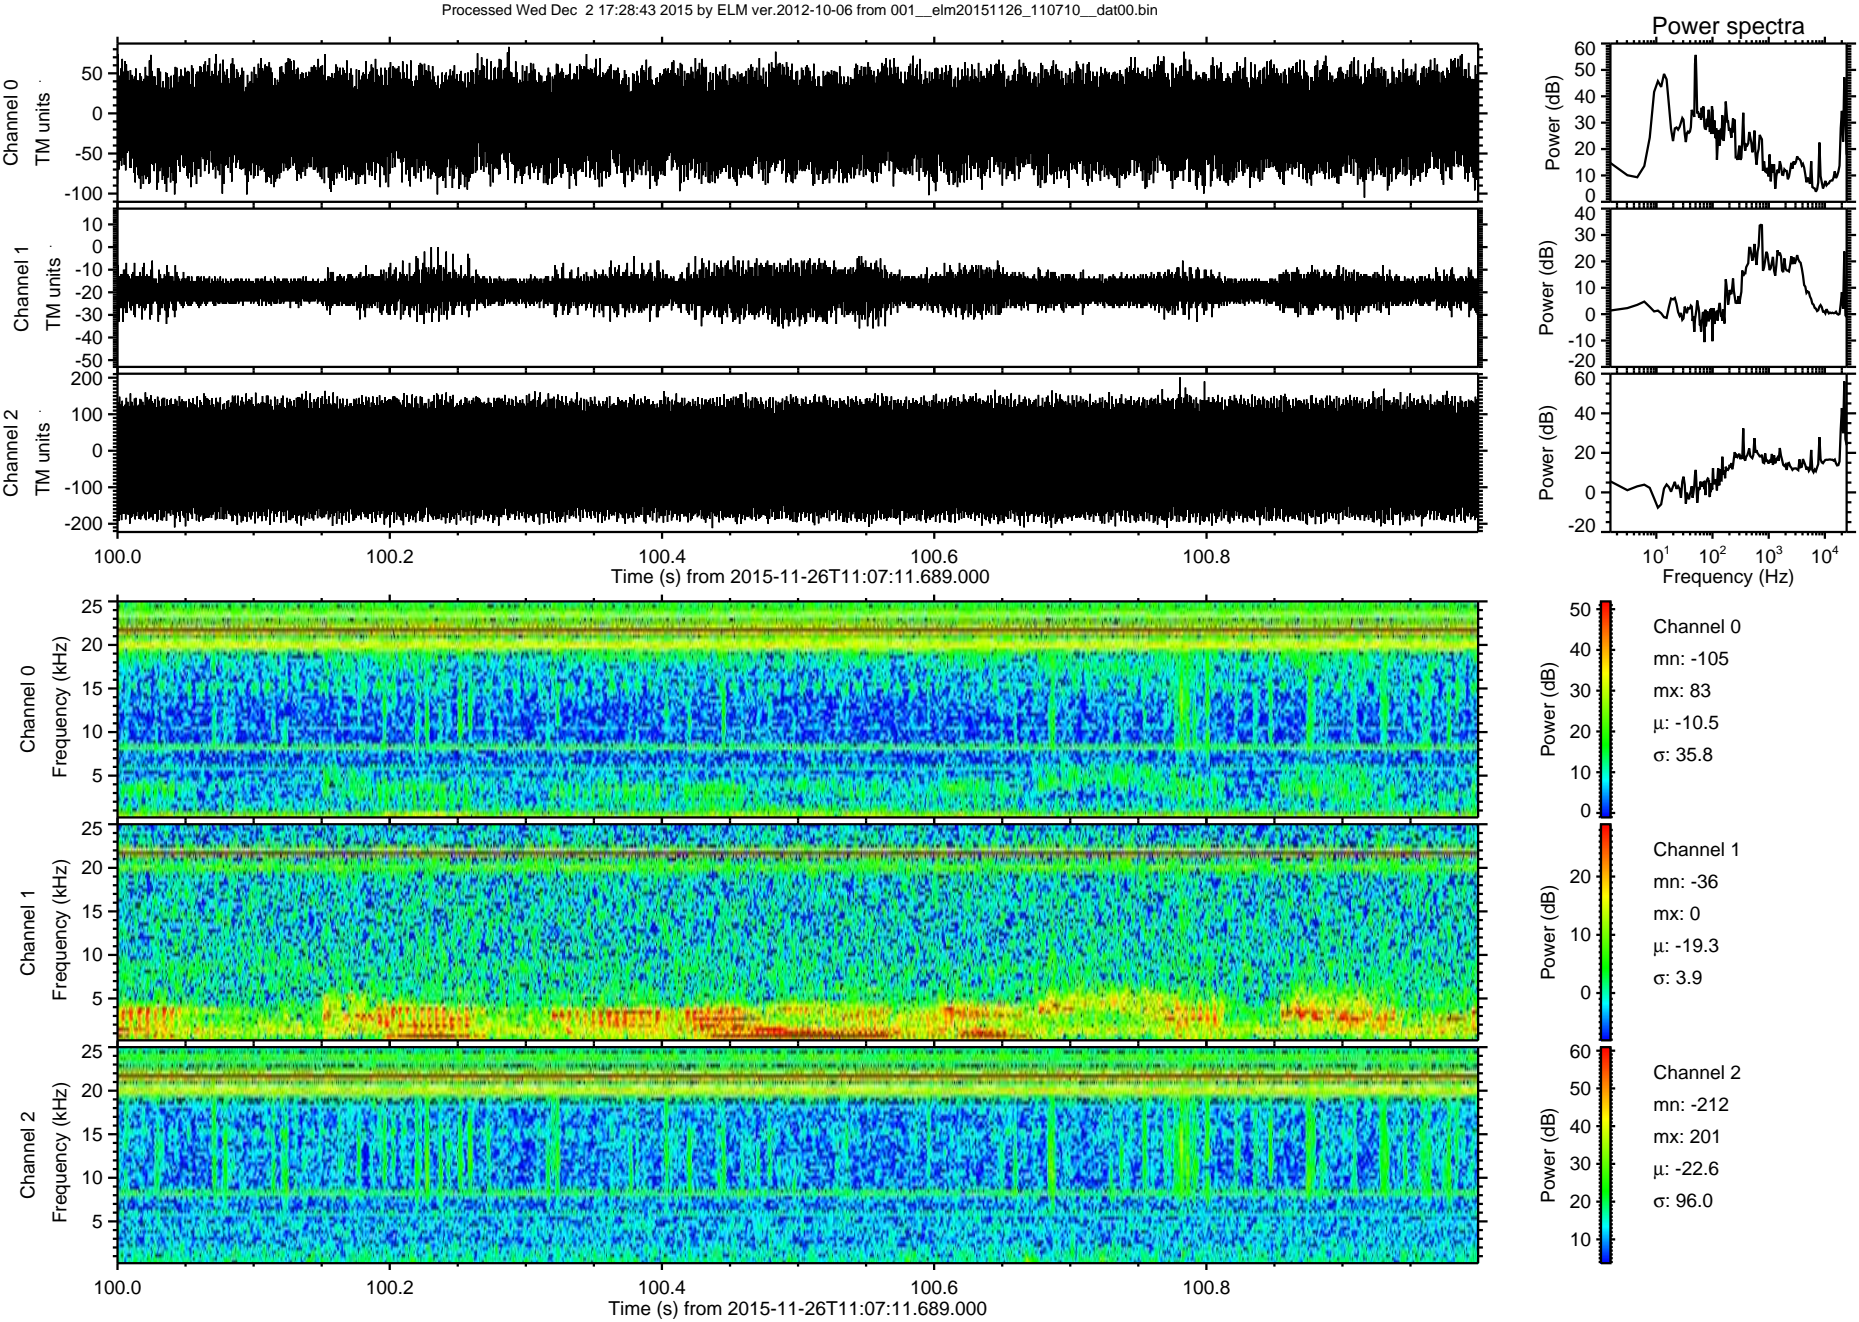 Processed Wed Dec  2 17:28:43 2015 by ELM ver.2012-10-06 from 001__elm20151126_110710__dat00.bin
Power spectra
Channel 0
TM units
50
0
-50
-100
Power (dB)
60
50
40
30
20
10
0
Channel 1
TM units
10
0
-10
-20
-30
-40
-50
Power (dB)
40
30
20
10
0
-10
-20
Channel 2
TM units
200
100
0
-100
-200
Power (dB)
60
40
20
0
-20
100.0 100.2 100.4 100.6 100.8
Time (s) from 2015-11-26T11:07:11.689.000
10^1 10^2 10^3 10^4
Frequency (Hz)
Channel 0
Frequency (kHz)
25
20
15
10
5
Power (dB)
50
40
30
20
10
0
Channel 0
mn: -105
mx: 83
μ: -10.5
σ: 35.8
Channel 1
Frequency (kHz)
25
20
15
10
5
Power (dB)
20
10
0
Channel 1
mn: -36
mx: 0
μ: -19.3
σ: 3.9
Channel 2
Frequency (kHz)
25
20
15
10
5
Power (dB)
60
50
40
30
20
10
Channel 2
mn: -212
mx: 201
μ: -22.6
σ: 96.0
100.0 100.2 100.4 100.6 100.8
Time (s) from 2015-11-26T11:07:11.689.000